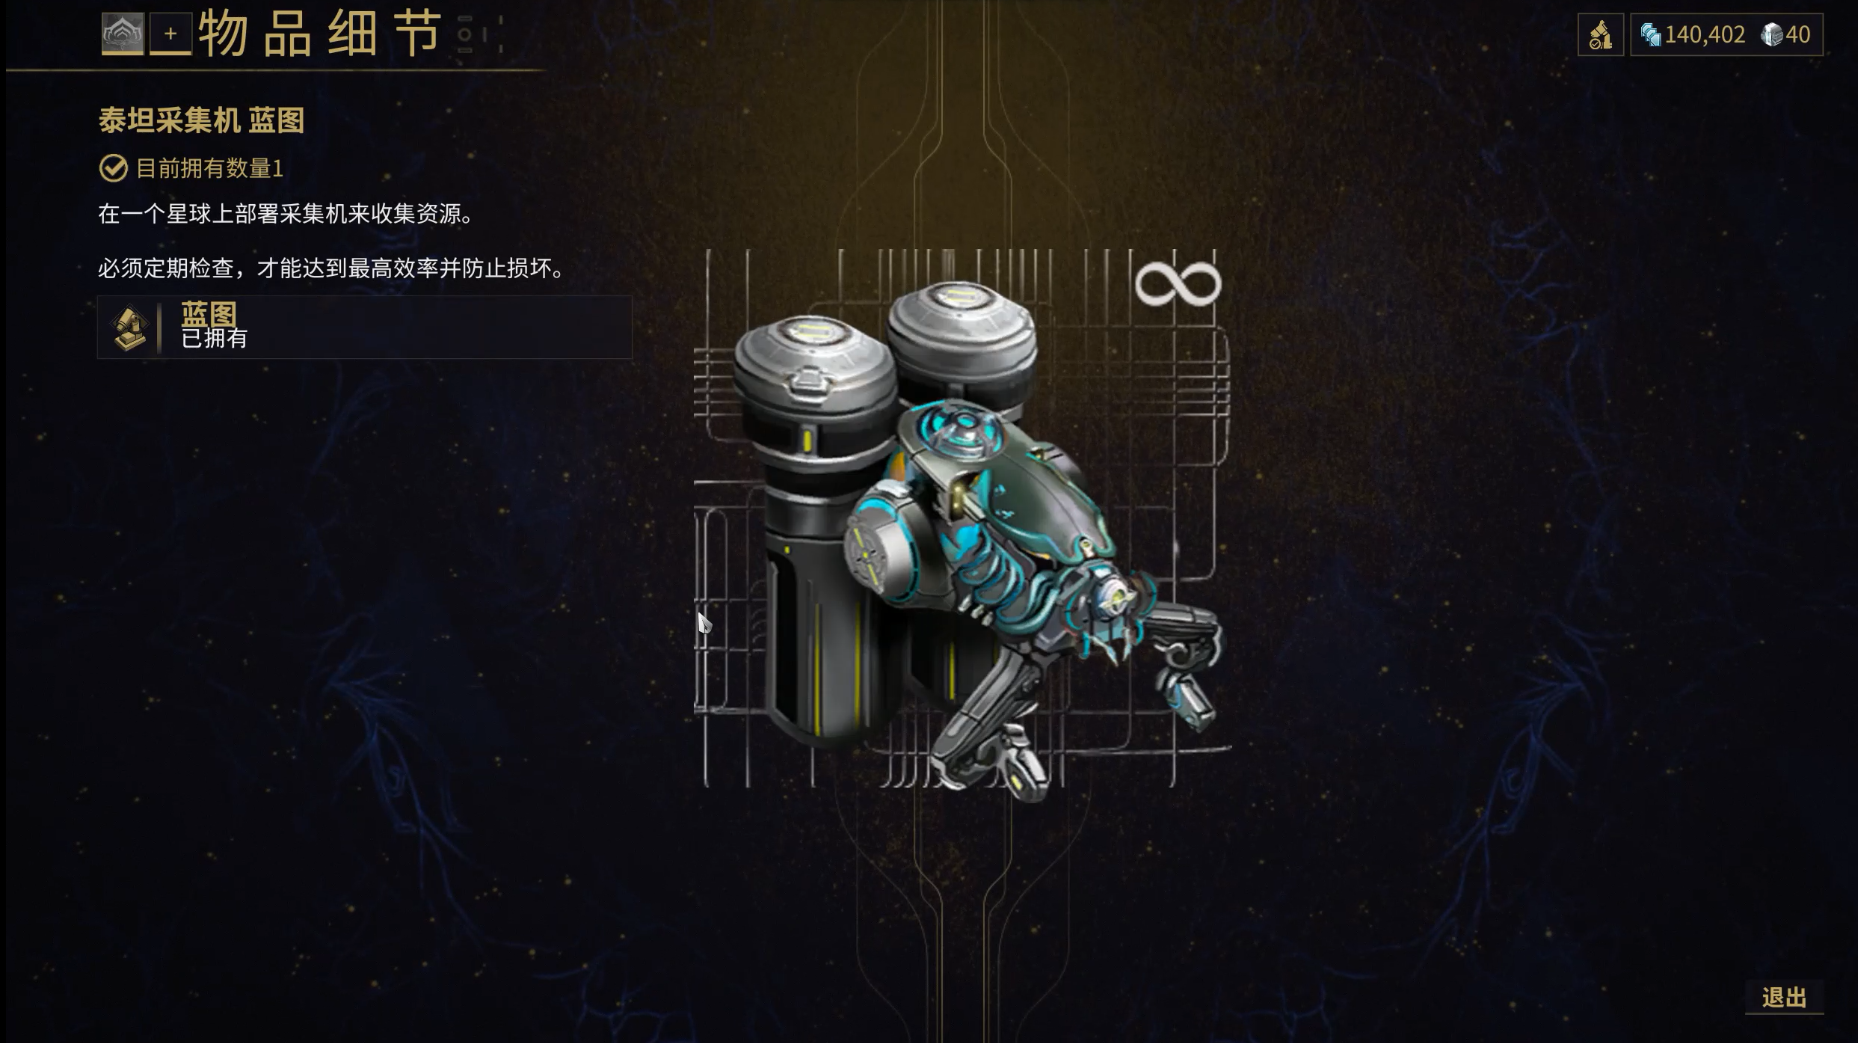 物品细节
140,402 40
泰坦采集机 蓝图
目前拥有数量1
在一个星球上部署采集机来收集资源。
必须定期检查，才能达到最高效率并防止损坏。
蓝图
已拥有
退出